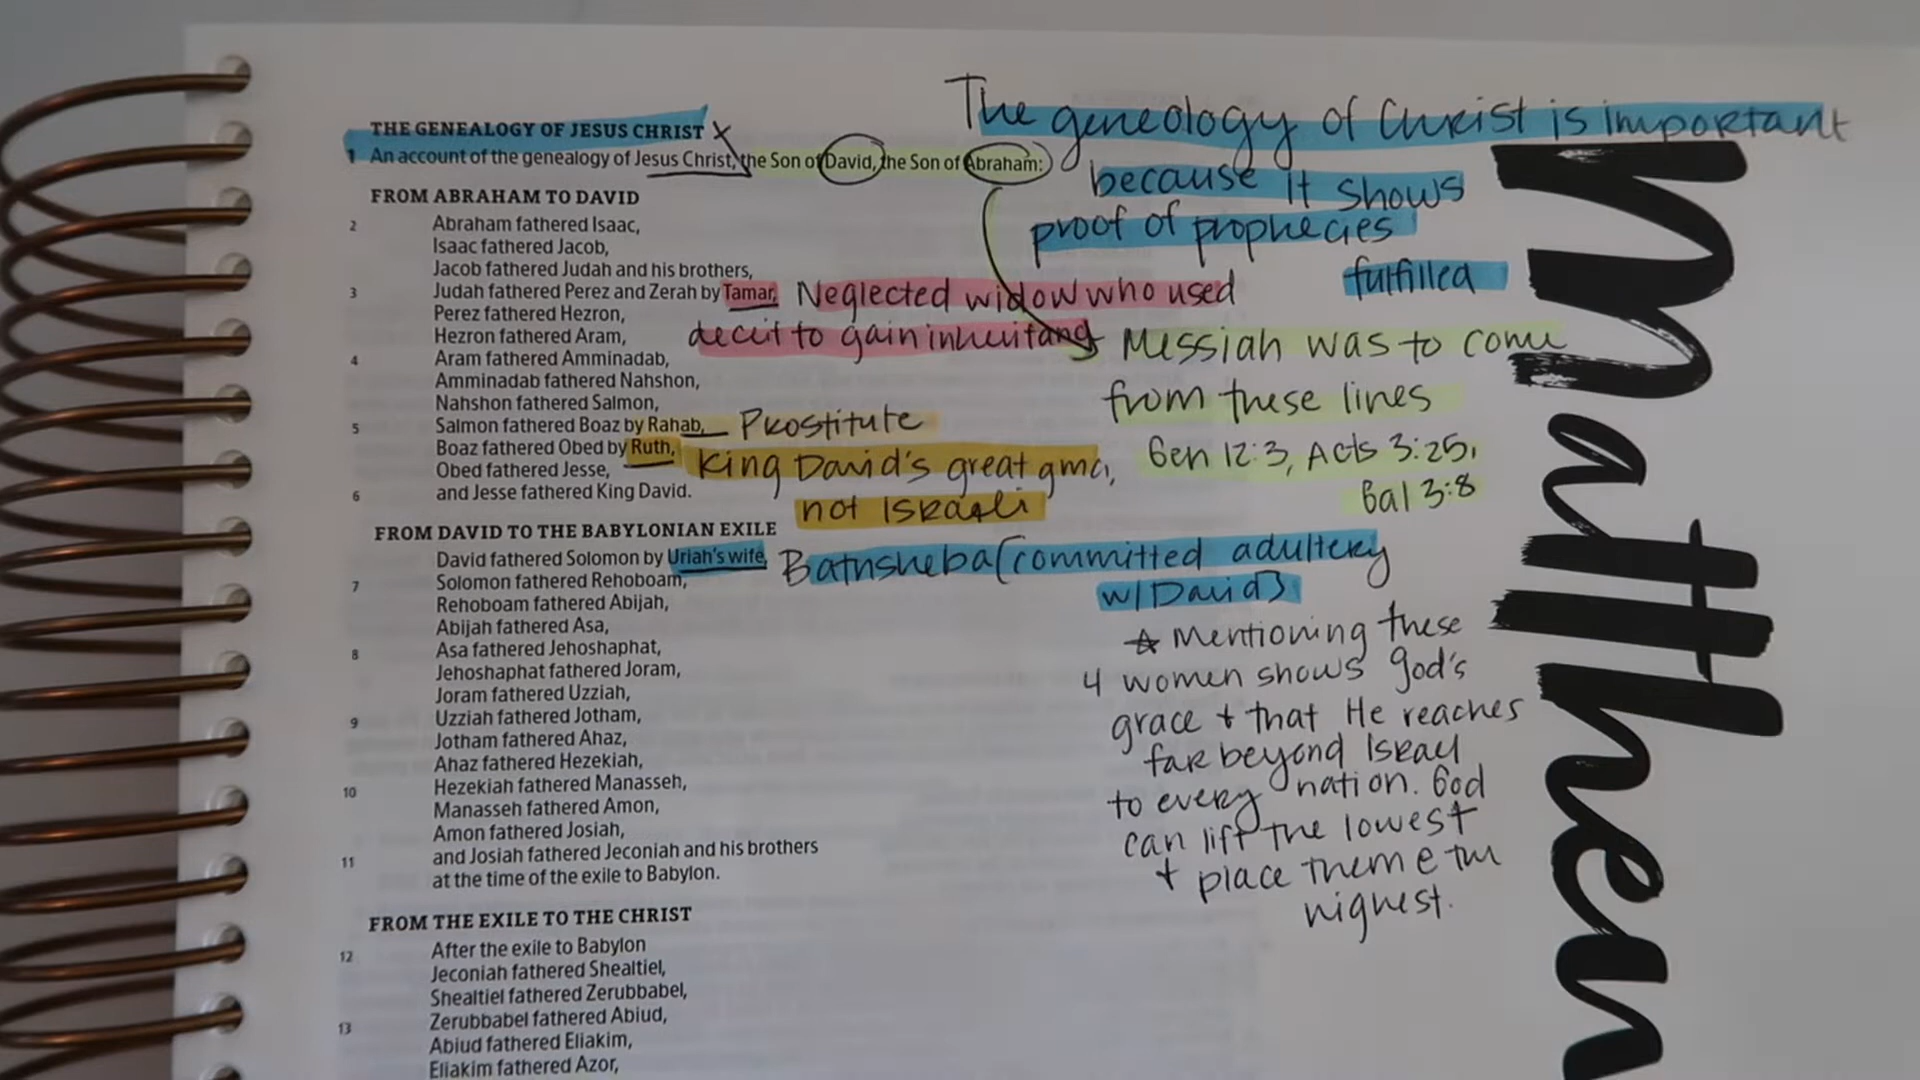 THE GENEALOGY OF JESUS CHRIST
1 An account of the genealogy of Jesus Christ, the Son of David, the Son of Abraham:
FROM ABRAHAM TO DAVID
2 Abraham fathered Isaac,
Isaac fathered Jacob,
Jacob fathered Judah and his brothers,
3 Judah fathered Perez and Zerah by Tamar,
Perez fathered Hezron,
Hezron fathered Aram,
4 Aram fathered Amminadab,
Amminadab fathered Nahshon,
Nahshon fathered Salmon,
5 Salmon fathered Boaz by Rahab,
Boaz fathered Obed by Ruth,
Obed fathered Jesse,
6 and Jesse fathered King David.
FROM DAVID TO THE BABYLONIAN EXILE
David fathered Solomon by Uriah's wife,
7 Solomon fathered Rehoboam,
Rehoboam fathered Abijah,
Abijah fathered Asa,
8 Asa fathered Jehoshaphat,
Jehoshaphat fathered Joram,
Joram fathered Uzziah,
9 Uzziah fathered Jotham,
Jotham fathered Ahaz,
Ahaz fathered Hezekiah,
10 Hezekiah fathered Manasseh,
Manasseh fathered Amon,
Amon fathered Josiah,
11 and Josiah fathered Jeconiah and his brothers
at the time of the exile to Babylon.
FROM THE EXILE TO THE CHRIST
12 After the exile to Babylon
Jeconiah fathered Shealtiel,
Shealtiel fathered Zerubbabel,
13 Zerubbabel fathered Abiud,
Abiud fathered Eliakim,
Eliakim fathered Azor,
The geneology of Christ is important
because it shows
proof of prophecies
fulfilled
Neglected widow who used
decit to gain
Messiah was to come
from these lines
Gen 12:3, Acts 3:25,
Gal 3:8
Prostitute
King David's great gma,
not Israeli
Bathsheba (committed adultery
w/David)
☆ Mentioning these
4 women shows God's
grace + that He reaches
far beyond Israel
to every nation. God
can lift the lowest
+ place them @ the
highest.
mathew